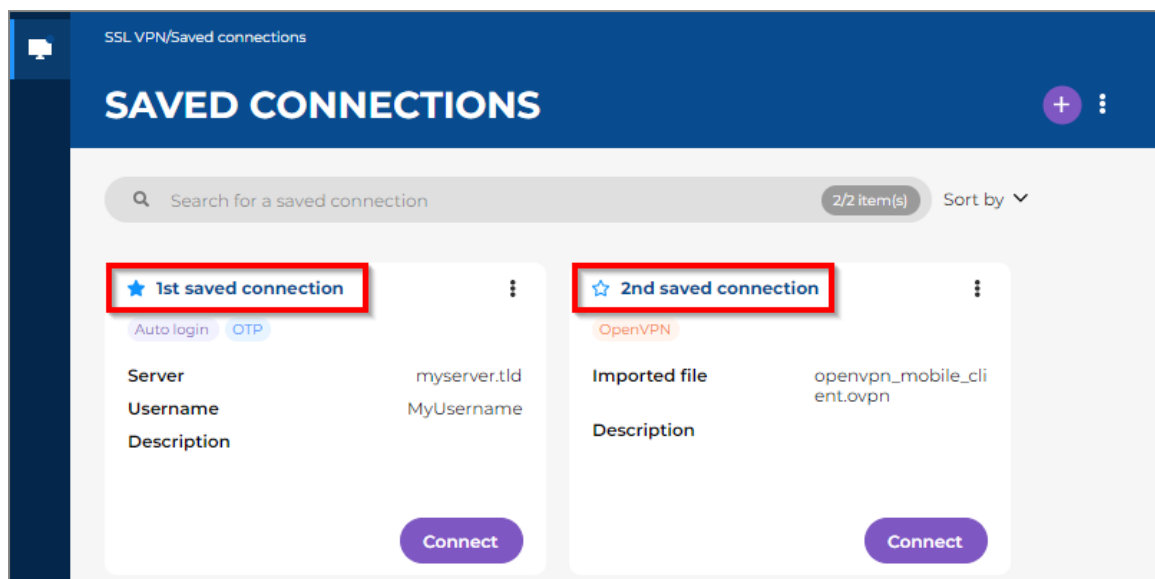 SSL VPN/Saved connections
SAVED CONNECTIONS
Search for a saved connection
2/2 item(s)
Sort by
1st saved connection
Auto login
OTP
Server
myserver.tld
Username
MyUsername
Description
Connect
2nd saved connection
OpenVPN
Imported file
openvpn_mobile_cli
ent.ovpn
Description
Connect